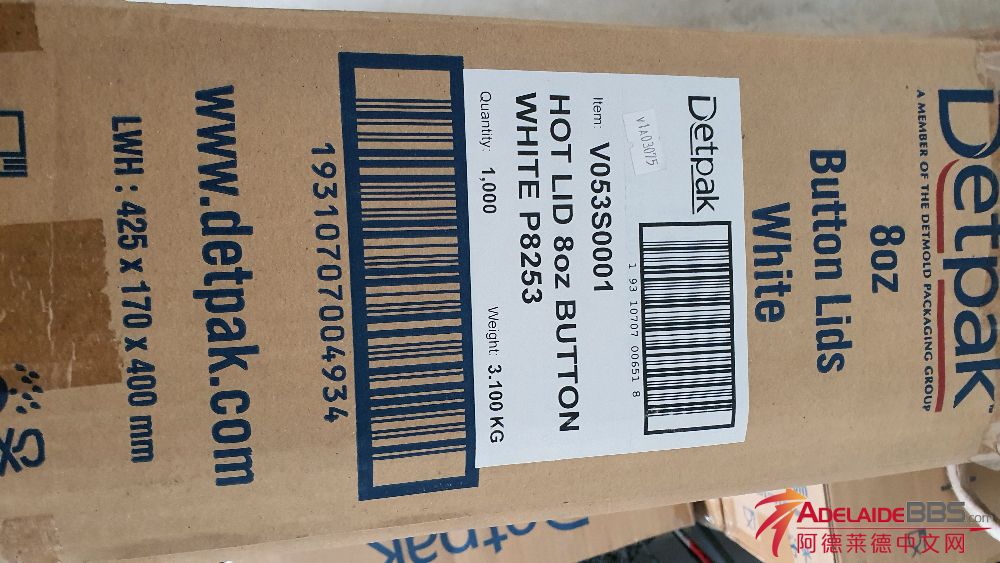 Detpak™
A MEMBER OF THE DETMOLD PACKAGING GROUP
8oz
Button Lids
White
Detpak
1 93 10707 00651 8
V1A03075
Item: V053S0001
HOT LID 8oz BUTTON
WHITE P8253
Quantity: 1,000 Weight: 3.100 KG
19310707004934
www.detpak.com
LWH : 425 x 170 x 400 mm
Detpak
ADELAIDEBBS.com
阿德莱德中文网